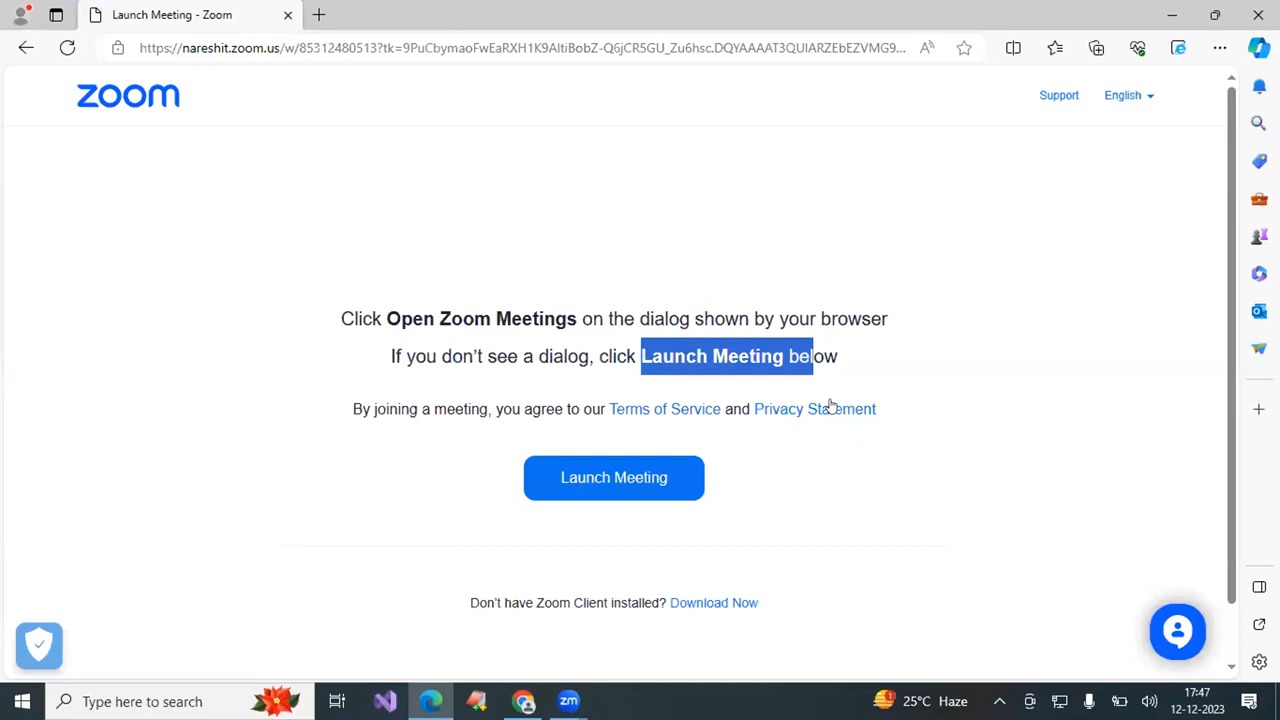 Launch Meeting - Zoom
https://nareshit.zoom.us/w/85312480513?tk=9PuCbymaoFwEaRXH1K9AltiBobZ-Q6jCR5GU_Zu6hsc.DQYAAAAT3QUIARZEbEZVMG9...
zoom
Support English
Click Open Zoom Meetings on the dialog shown by your browser
If you don’t see a dialog, click Launch Meeting below
By joining a meeting, you agree to our Terms of Service and Privacy Statement
Launch Meeting
Don’t have Zoom Client installed? Download Now
Type here to search
zm
25°C Haze
17:47
12-12-2023